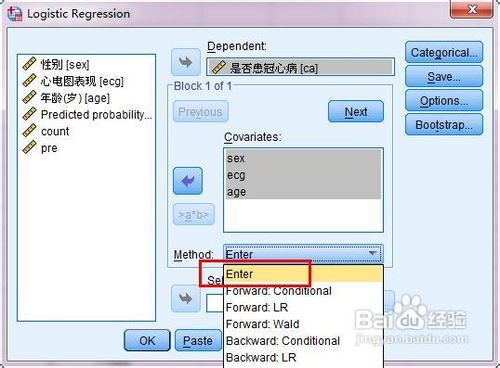 Logistic Regression
性别 [sex]
心电图表现 [ecg]
年龄(岁) [age]
Predicted probability...
count
pre
Dependent:
是否患冠心病 [ca]
Block 1 of 1
Previous
Next
Covariates:
sex
ecg
age
>a*b>
Method:
Enter
Enter
Forward: Conditional
Forward: LR
Forward: Wald
Backward: Conditional
Backward: LR
Se
Categorical...
Save...
Options...
Bootstrap...
OK
Paste
Baidu 经验
jingyan.baidu.com